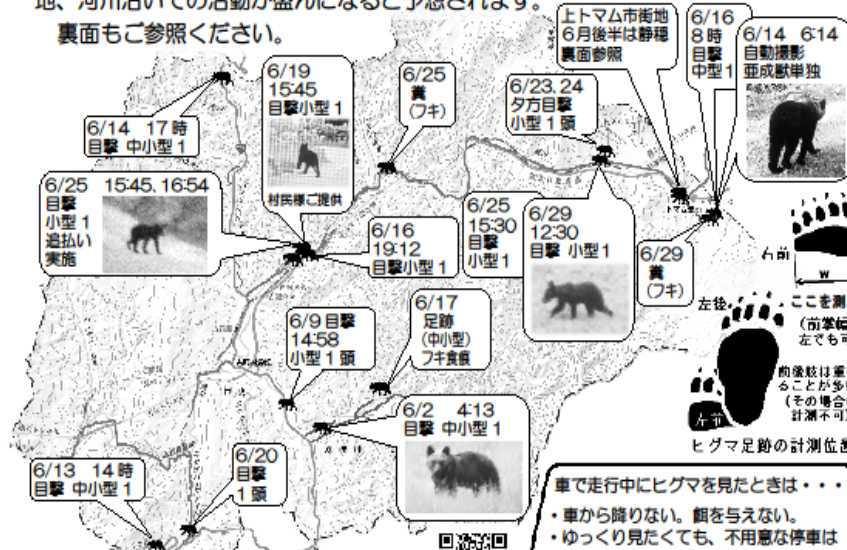 地、河川沿いでの活動が盛んになると予想されます。
裏面もご参照ください。
上トマム市街地
6月後半は静穏
裏面参照
6/16
8時
目撃
中型1
6/14 6:14
自動撮影
亜成獣単独
6/19
15:45
目撃小型1
村民様ご提供
6/25
糞
(フキ)
6/23.24
夕方目撃
小型1頭
6/14 17時
目撃 中小型1
6/25 15:45、16:54
目撃
小型1
追払い
実施
6/16
19:12
目撃小型1
6/25
15:30
目撃
小型1
6/29
12:30
目撃 小型1
6/29
糞
(フキ)
トマム
右前
W
左後
ここを測
(前掌幅
左でも可
前後肢は重
ることが多
(その場合
計測不可
左前
ヒグマ足跡の計測位置
6/9目撃
14:58
小型1頭
6/17
足跡
(中小型)
フキ食痕
6/2 4:13
目撃 中小型1
6/13 14時
目撃 中小型1
6/20
目撃
1頭
車で走行中にヒグマを見たときは・・・
・車から降りない。餌を与えない。
・ゆっくり見たくても、不用意な停車は